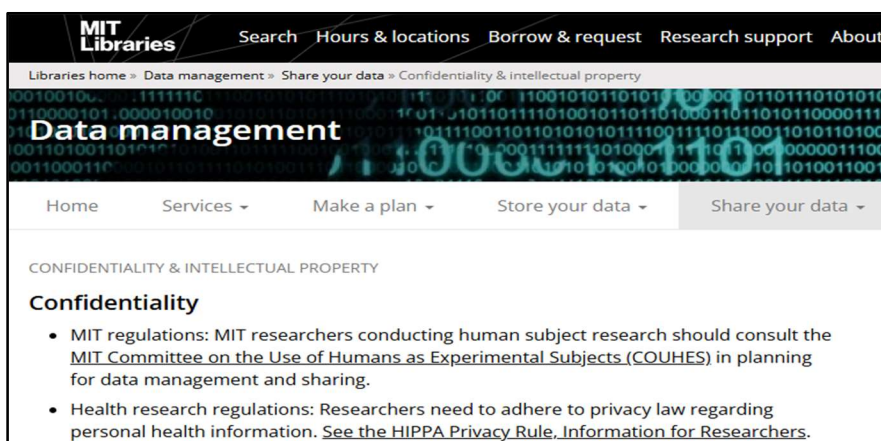 MIT
Libraries
Search Hours & locations Borrow & request Research support About
Libraries home » Data management » Share your data » Confidentiality & intellectual property
Data management
Home Services Make a plan Store your data Share your data
CONFIDENTIALITY & INTELLECTUAL PROPERTY
Confidentiality
• MIT regulations: MIT researchers conducting human subject research should consult the
MIT Committee on the Use of Humans as Experimental Subjects (COUHES) in planning
for data management and sharing.
• Health research regulations: Researchers need to adhere to privacy law regarding
personal health information. See the HIPPA Privacy Rule, Information for Researchers.